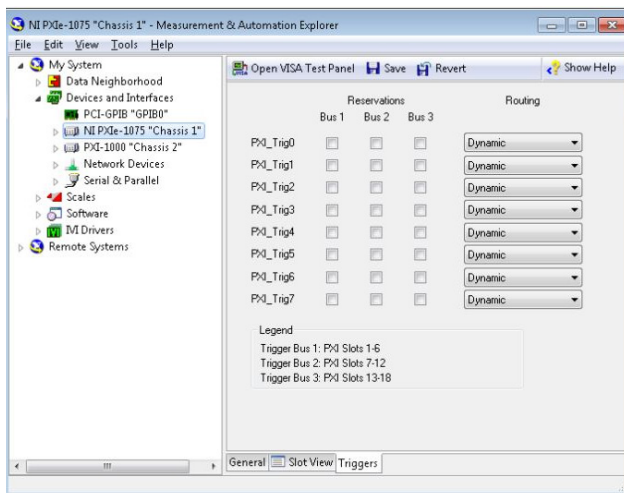 NI PXIe-1075 "Chassis 1" - Measurement & Automation Explorer
File Edit View Tools Help
My System
Data Neighborhood
Devices and Interfaces
PCI-GPIB "GPIB0"
NI PXIe-1075 "Chassis 1"
PXI-1000 "Chassis 2"
Network Devices
Serial & Parallel
Scales
Software
IVI Drivers
Remote Systems
Open VISA Test Panel Save Revert Show Help
Reservations Routing
Bus 1 Bus 2 Bus 3
PXI_Trig0 Dynamic
PXI_Trig1 Dynamic
PXI_Trig2 Dynamic
PXI_Trig3 Dynamic
PXI_Trig4 Dynamic
PXI_Trig5 Dynamic
PXI_Trig6 Dynamic
PXI_Trig7 Dynamic
Legend
Trigger Bus 1: PXI Slots 1-6
Trigger Bus 2: PXI Slots 7-12
Trigger Bus 3: PXI Slots 13-18
General Slot View Triggers